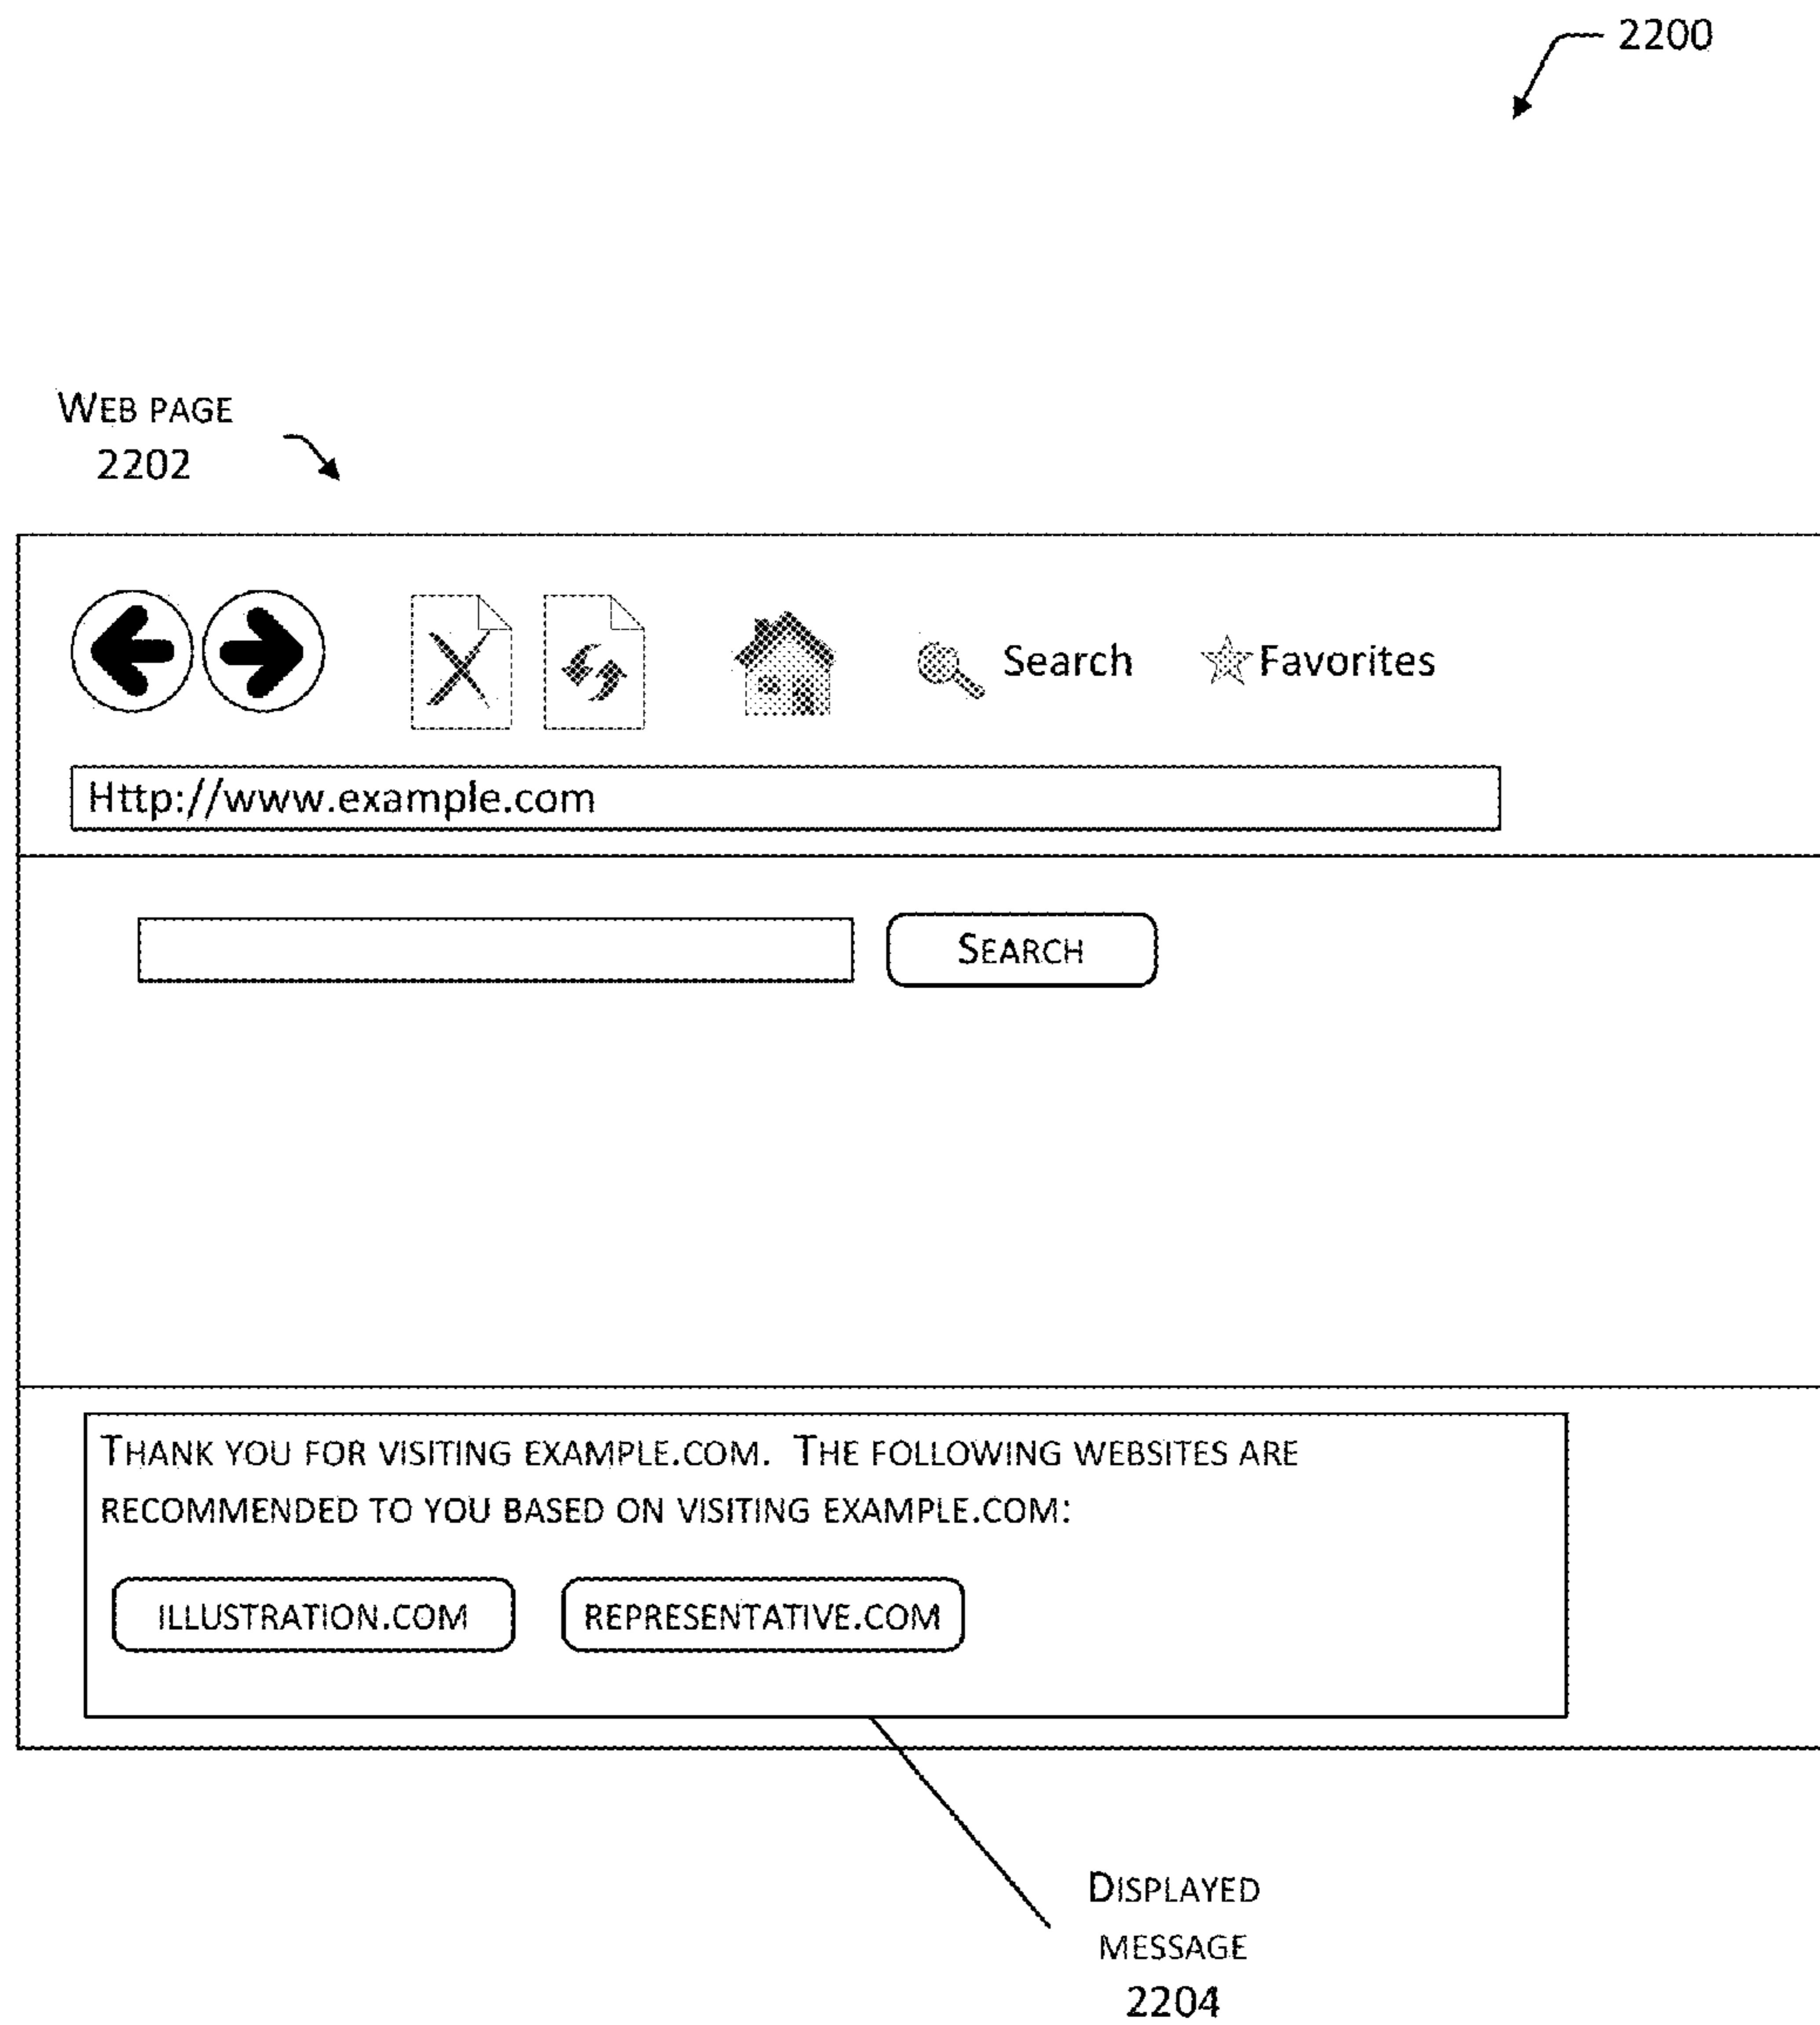 2200
WEB PAGE
2202
Search Favorites
Http://www.example.com
SEARCH
THANK YOU FOR VISITING EXAMPLE.COM. THE FOLLOWING WEBSITES ARE
RECOMMENDED TO YOU BASED ON VISITING EXAMPLE.COM:
ILLUSTRATION.COM REPRESENTATIVE.COM
DISPLAYED
MESSAGE
2204